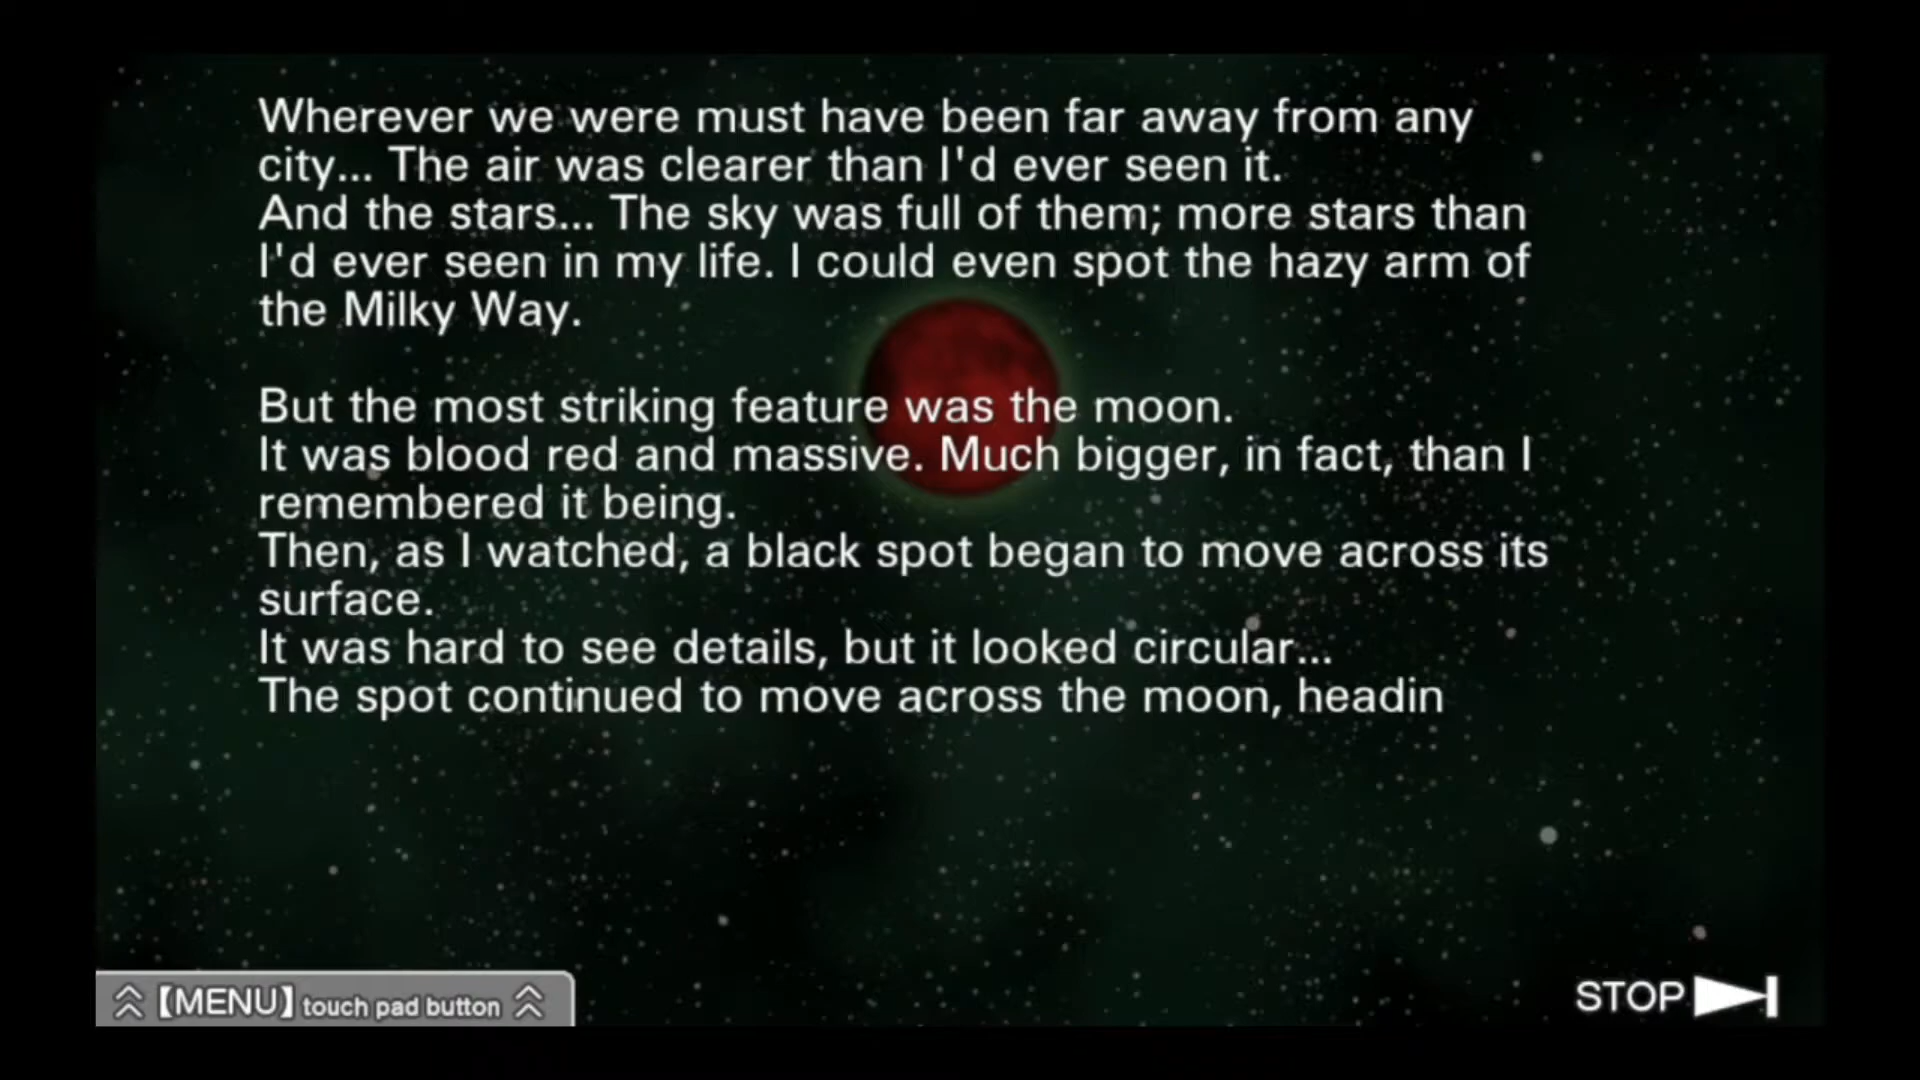 Wherever we were must have been far away from any
city... The air was clearer than I'd ever seen it.
And the stars... The sky was full of them; more stars than
I'd ever seen in my life. I could even spot the hazy arm of
the Milky Way.
But the most striking feature was the moon.
It was blood red and massive. Much bigger, in fact, than I
remembered it being.
Then, as I watched, a black spot began to move across its
surface.
It was hard to see details, but it looked circular...
The spot continued to move across the moon, headin
【MENU】touch pad button
STOP